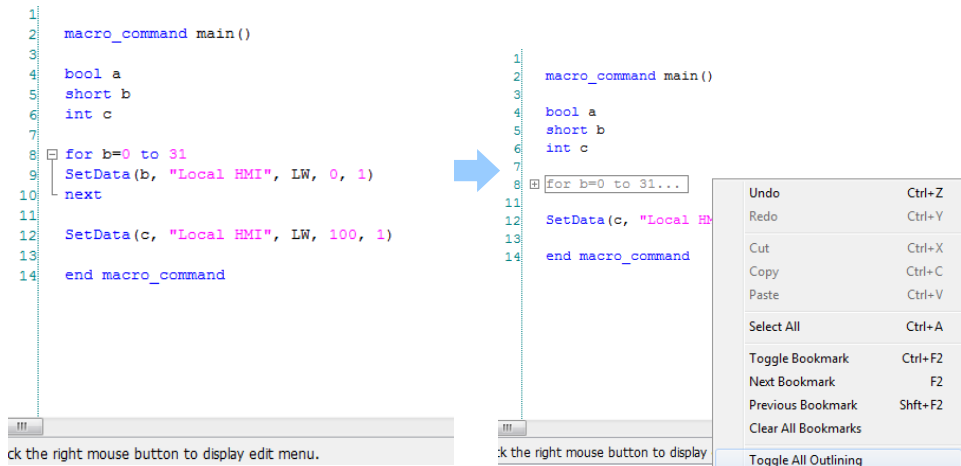 1
2 macro_command main()
3
4 bool a
5 short b
6 int c
7
8 for b=0 to 31
9 SetData(b, "Local HMI", LW, 0, 1)
10 next
11
12 SetData(c, "Local HMI", LW, 100, 1)
13
14 end macro_command
ck the right mouse button to display edit menu.
1
2 macro_command main()
3
4 bool a
5 short b
6 int c
7
8 for b=0 to 31...
11
12 SetData(c, "Local HM
13
14 end macro_command
ck the right mouse button to display
Undo Ctrl+Z
Redo Ctrl+Y
Cut Ctrl+X
Copy Ctrl+C
Paste Ctrl+V
Select All Ctrl+A
Toggle Bookmark Ctrl+F2
Next Bookmark F2
Previous Bookmark Shft+F2
Clear All Bookmarks
Toggle All Outlining